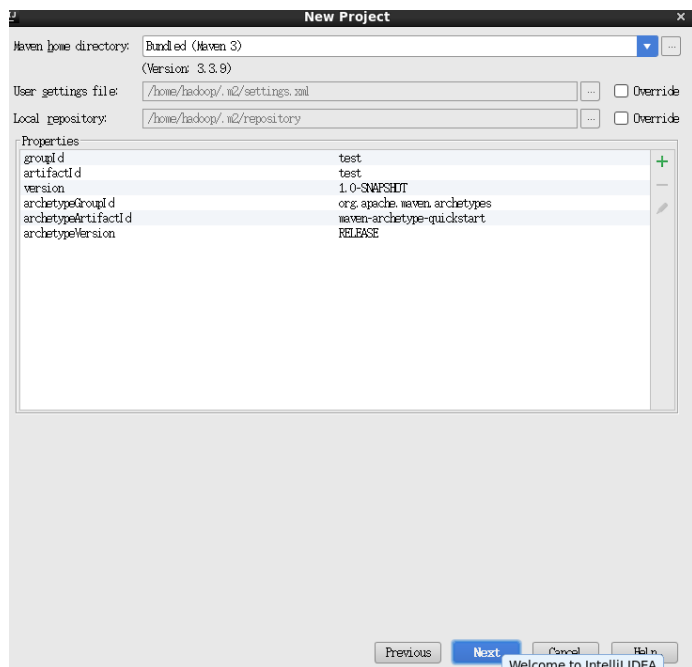 New Project
Maven home directory: Bundled (Maven 3)
(Version: 3.3.9)
User settings file: /home/hadoop/.m2/settings.xml ... Override
Local repository: /home/hadoop/.m2/repository ... Override
Properties
groupId test
artifactId test
version 1.0-SNAPSHOT
archetypeGroupId org.apache.maven.archetypes
archetypeArtifactId maven-archetype-quickstart
archetypeVersion RELEASE
Previous Next Cancel Help
Welcome to IntelliJ IDEA